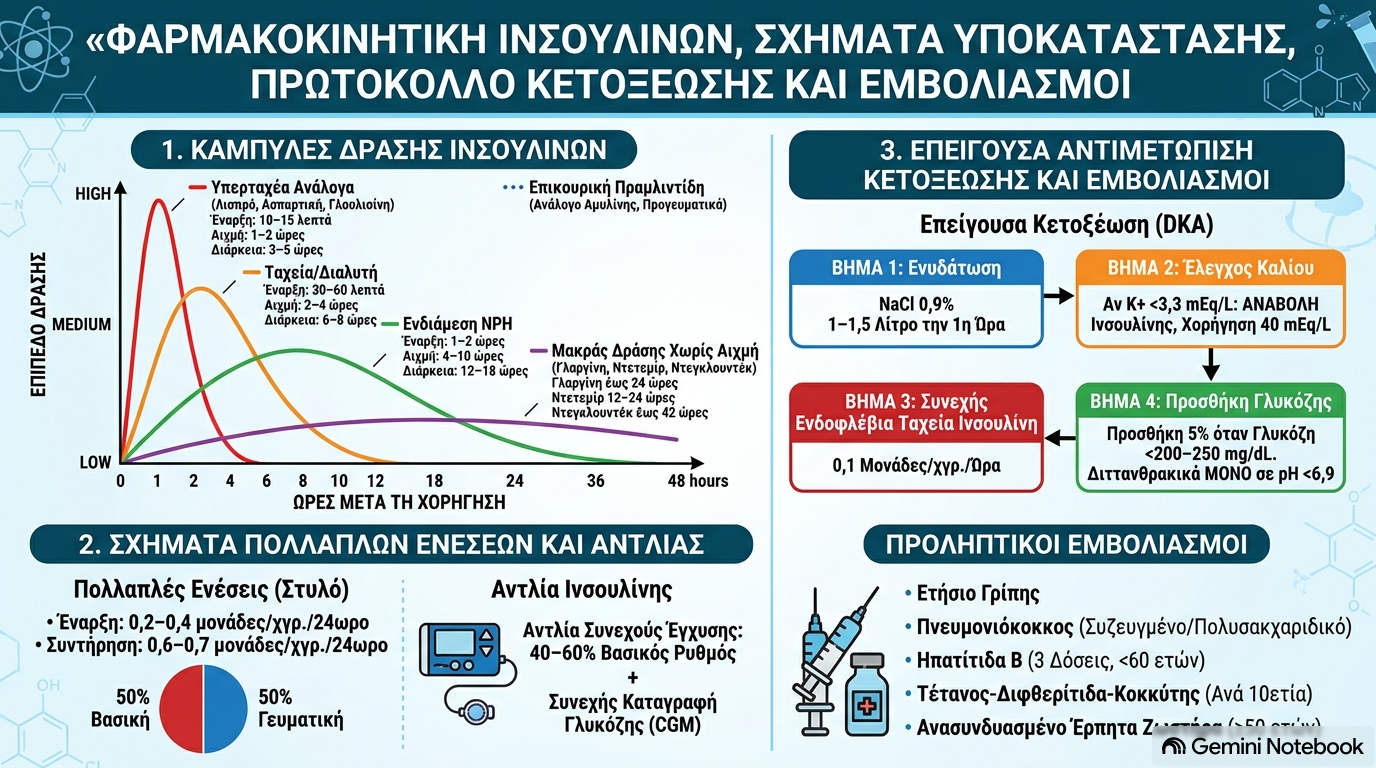 «ΦΑΡΜΑΚΟΚΙΝΗΤΙΚΗ ΙΝΣΟΥΛΙΝΩΝ, ΣΧΗΜΑΤΑ ΥΠΟΚΑΤΑΣΤΑΣΗΣ,
ΠΡΩΤΟΚΟΛΛΟ ΚΕΤΟΞΕΩΣΗΣ ΚΑΙ ΕΜΒΟΛΙΑΣΜΟΙ
1. ΚΑΜΠΥΛΕΣ ΔΡΑΣΗΣ ΙΝΣΟΥΛΙΝΩΝ
ΕΠΙΠΕΔΟ ΔΡΑΣΗΣ
HIGH
MEDIUM
LOW
Υπερταχέα Ανάλογα
(Λισπρό, Ασπαρτική, Γλουλισίνη)
Έναρξη: 10–15 λεπτά
Αιχμή: 1–2 ώρες
Διάρκεια: 3–5 ώρες
Επικουρική Πραμλιντίδη
(Ανάλογο Αμυλίνης, Προγευματικά)
Ταχεία/Διαλυτή
Έναρξη: 30–60 λεπτά
Αιχμή: 2–4 ώρες
Διάρκεια: 6–8 ώρες
Ενδιάμεση NPH
Έναρξη: 1–2 ώρες
Αιχμή: 4–10 ώρες
Διάρκεια: 12–18 ώρες
Μακράς Δράσης Χωρίς Αιχμή
(Γλαργίνη, Ντετεμίρ, Ντεγκλουντέκ)
Γλαργίνη έως 24 ώρες
Ντετεμίρ 12–24 ώρες
Ντεγκλουντέκ έως 42 ώρες
0 1 2 4 6 8 10 12 18 24 36 48 hours
ΩΡΕΣ ΜΕΤΑ ΤΗ ΧΟΡΗΓΗΣΗ
2. ΣΧΗΜΑΤΑ ΠΟΛΛΑΠΛΩΝ ΕΝΕΣΕΩΝ ΚΑΙ ΑΝΤΛΙΑΣ
Πολλαπλές Ενέσεις (Στυλό)
• Έναρξη: 0,2–0,4 μονάδες/χγρ./24ωρο
• Συντήρηση: 0,6–0,7 μονάδες/χγρ./24ωρο
50%
Βασική
50%
Γευματική
Αντλία Ινσουλίνης
Αντλία Συνεχούς Έγχυσης:
40–60% Βασικός Ρυθμός
+
Συνεχής Καταγραφή
Γλυκόζης (CGM)
3. ΕΠΕΙΓΟΥΣΑ ΑΝΤΙΜΕΤΩΠΙΣΗ
ΚΕΤΟΞΕΩΣΗΣ ΚΑΙ ΕΜΒΟΛΙΑΣΜΟΙ
Επείγουσα Κετοξέωση (DKA)
ΒΗΜΑ 1: Ενυδάτωση
NaCl 0,9%
1–1,5 Λίτρο την 1η Ώρα
ΒΗΜΑ 2: Έλεγχος Καλίου
Αν K+ <3,3 mEq/L: ΑΝΑΒΟΛΗ
Ινσουλίνης, Χορήγηση 40 mEq/L
ΒΗΜΑ 3: Συνεχής
Ενδοφλέβια Ταχεία Ινσουλίνη
0,1 Μονάδες/χγρ./Ώρα
ΒΗΜΑ 4: Προσθήκη Γλυκόζης
Προσθήκη 5% όταν Γλυκόζη
<200–250 mg/dL.
Διττανθρακικά ΜΟΝΟ σε pH <6,9
ΠΡΟΛΗΠΤΙΚΟΙ ΕΜΒΟΛΙΑΣΜΟΙ
• Ετήσιο Γρίπης
• Πνευμονιόκοκκος (Συζευγμένο/Πολυσακχαριδικό)
• Ηπατίτιδα Β (3 Δόσεις, <60 ετών)
• Τέτανος-Διφθερίτιδα-Κοκκύτης (Ανά 10ετία)
• Ανασυνδυασμένο Έρπητα Ζωστήρα (>50 ετών)
Gemini Notebook